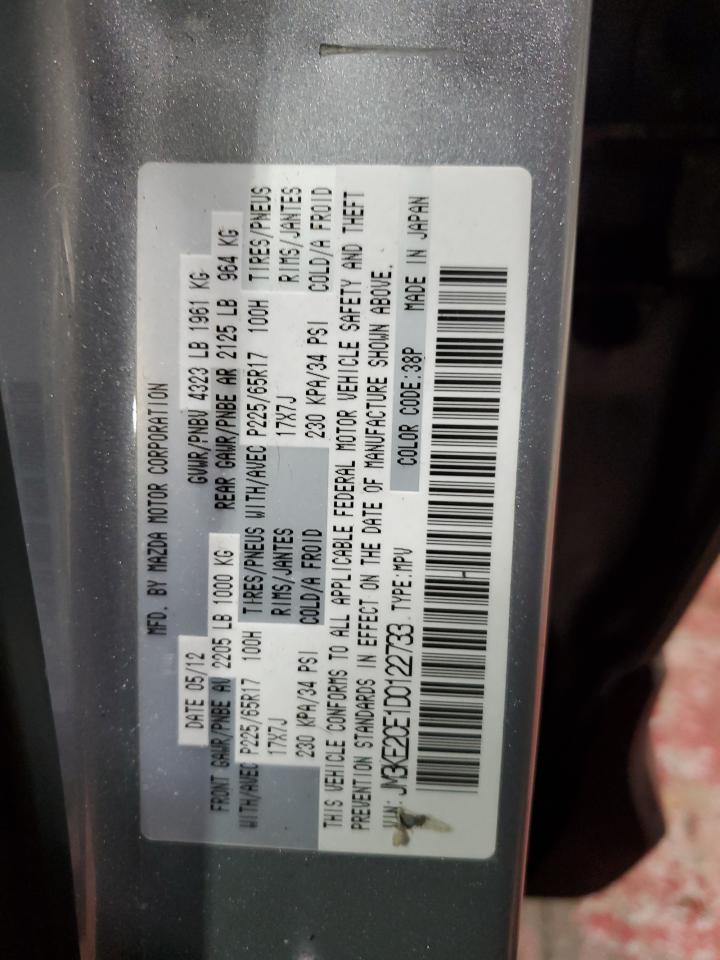 MFD. BY MAZDA MOTOR CORPORATION
DATE 05/12 GVWR/PNBV 4323 LB 1961 KG
FRONT GAWR/PNBE AV 2205 LB 1000 KG REAR GAWR/PNBE AR 2125 LB 964 KG
WITH/AVEC P225/65R17 100H TIRES/PNEUS WITH/AVEC P225/65R17 100H TIRES/PNEUS
17X7J RIMS/JANTES 17X7J RIMS/JANTES
230 KPA/34 PSI COLD/A FROID 230 KPA/34 PSI COLD/A FROID
THIS VEHICLE CONFORMS TO ALL APPLICABLE FEDERAL MOTOR VEHICLE SAFETY AND THEFT
PREVENTION STANDARDS IN EFFECT ON THE DATE OF MANUFACTURE SHOWN ABOVE.
VIN: JM3KE2CE1D0122733 TYPE:MPV COLOR CODE:38P
MADE IN JAPAN